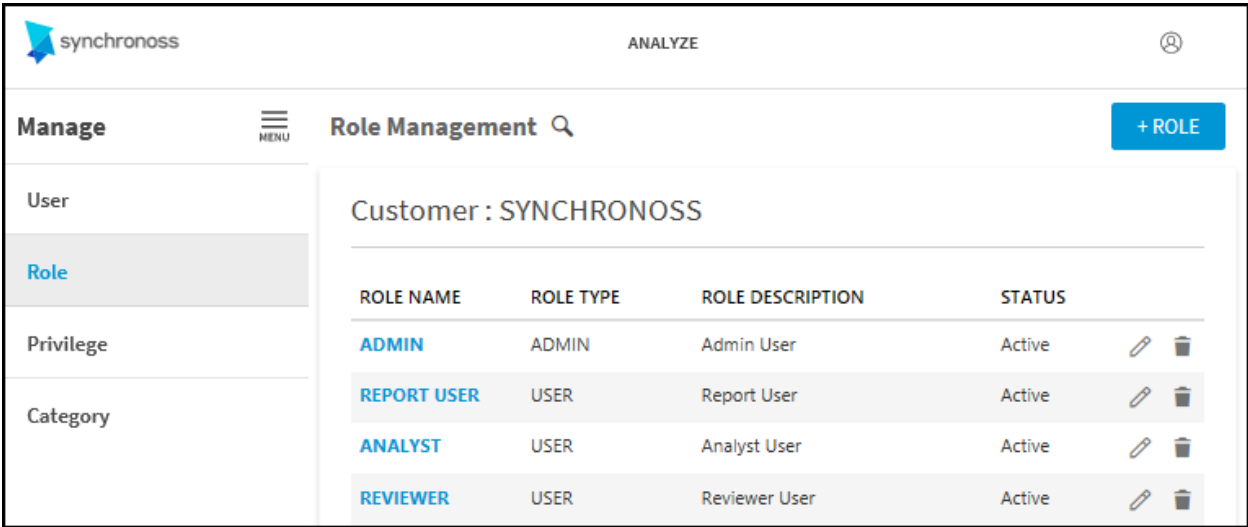 synchronoss
ANALYZE
Manage
MENU
Role Management
+ ROLE
User
Role
Privilege
Category
Customer : SYNCHRONOSS
ROLE NAME ROLE TYPE ROLE DESCRIPTION STATUS
ADMIN ADMIN Admin User Active
REPORT USER USER Report User Active
ANALYST USER Analyst User Active
REVIEWER USER Reviewer User Active